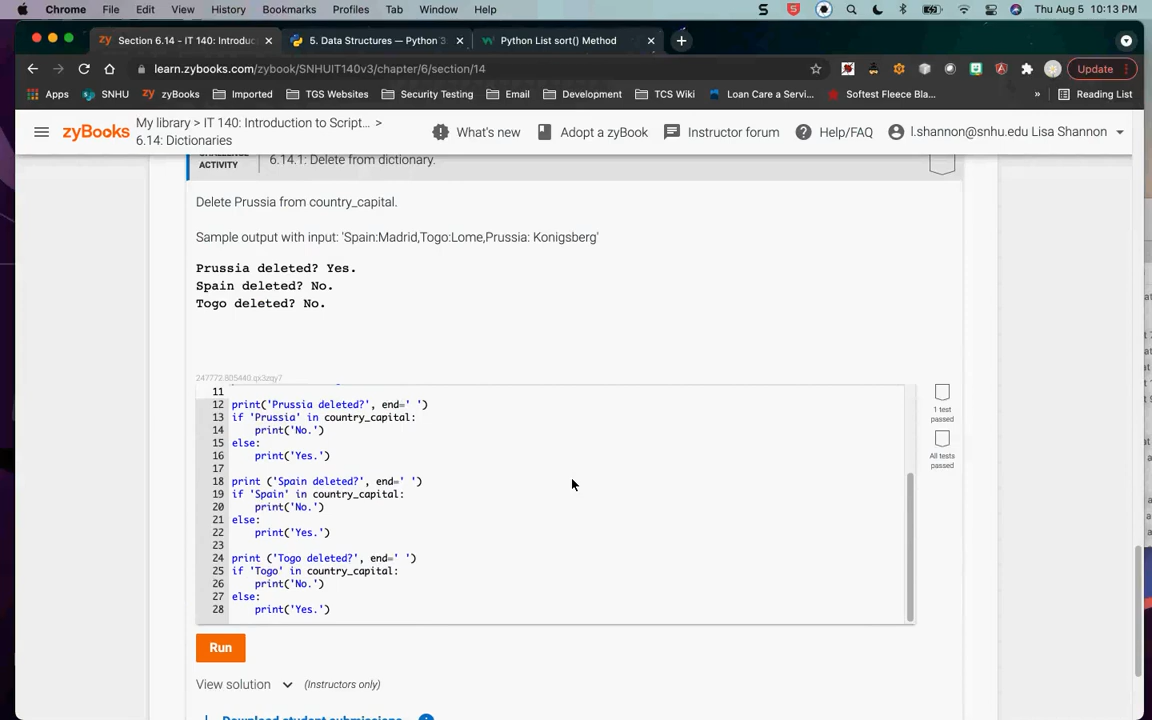 Chrome File Edit View History Bookmarks Profiles Tab Window Help Thu Aug 5 10:13 PM
zy Section 6.14 - IT 140: Introduc 5. Data Structures — Python 3. Python List sort() Method
learn.zybooks.com/zybook/SNHUIT140v3/chapter/6/section/14 Update
Apps SNHU zy zyBooks Imported TGS Websites Security Testing Email Development TCS Wiki Loan Care a Servi... Softest Fleece Bla... » Reading List
zyBooks My library > IT 140: Introduction to Script... > What's new Adopt a zyBook Instructor forum Help/FAQ l.shannon@snhu.edu Lisa Shannon
6.14: Dictionaries
ACTIVITY 6.14.1: Delete from dictionary.
Delete Prussia from country_capital.
Sample output with input: 'Spain:Madrid,Togo:Lome,Prussia: Konigsberg'
Prussia deleted? Yes.
Spain deleted? No.
Togo deleted? No.
247772.805440.qx3zqy7
11
12 print('Prussia deleted?', end=' ')
13 if 'Prussia' in country_capital:
14 print('No.')
15 else:
16 print('Yes.')
17
18 print ('Spain deleted?', end=' ')
19 if 'Spain' in country_capital:
20 print('No.')
21 else:
22 print('Yes.')
23
24 print ('Togo deleted?', end=' ')
25 if 'Togo' in country_capital:
26 print('No.')
27 else:
28 print('Yes.')
1 test
passed
All tests
passed
Run
View solution (Instructors only)
Download student submissions